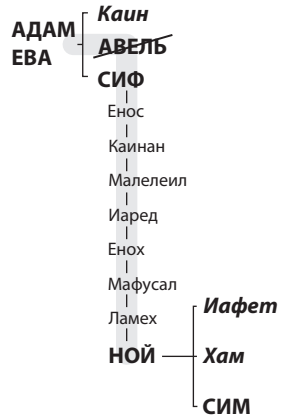 Каин
АДАМ
АВЕЛЬ
ЕВА
СИФ
Енос
Каинан
Малелеил
Иаред
Енох
Мафусал
Ламех
Иафет
НОЙ
Хам
СИМ